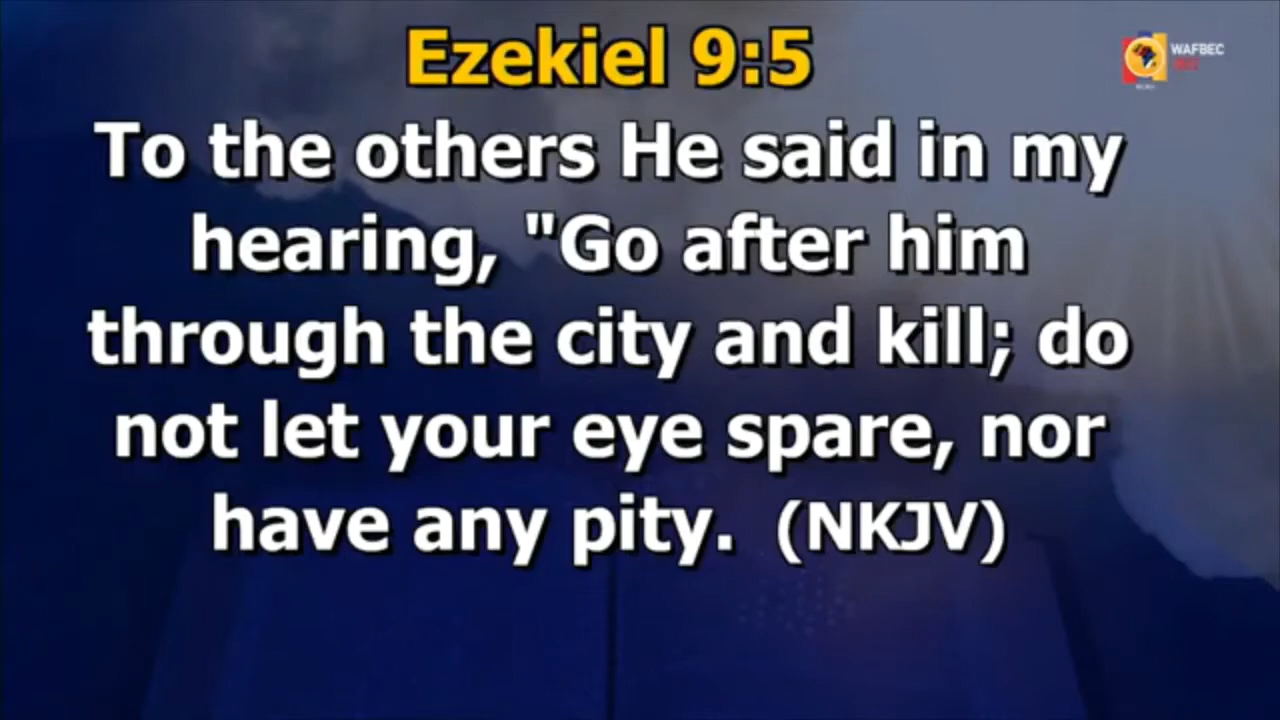 Ezekiel 9:5
WAFBEC
To the others He said in my
hearing, "Go after him
through the city and kill; do
not let your eye spare, nor
have any pity. (NKJV)